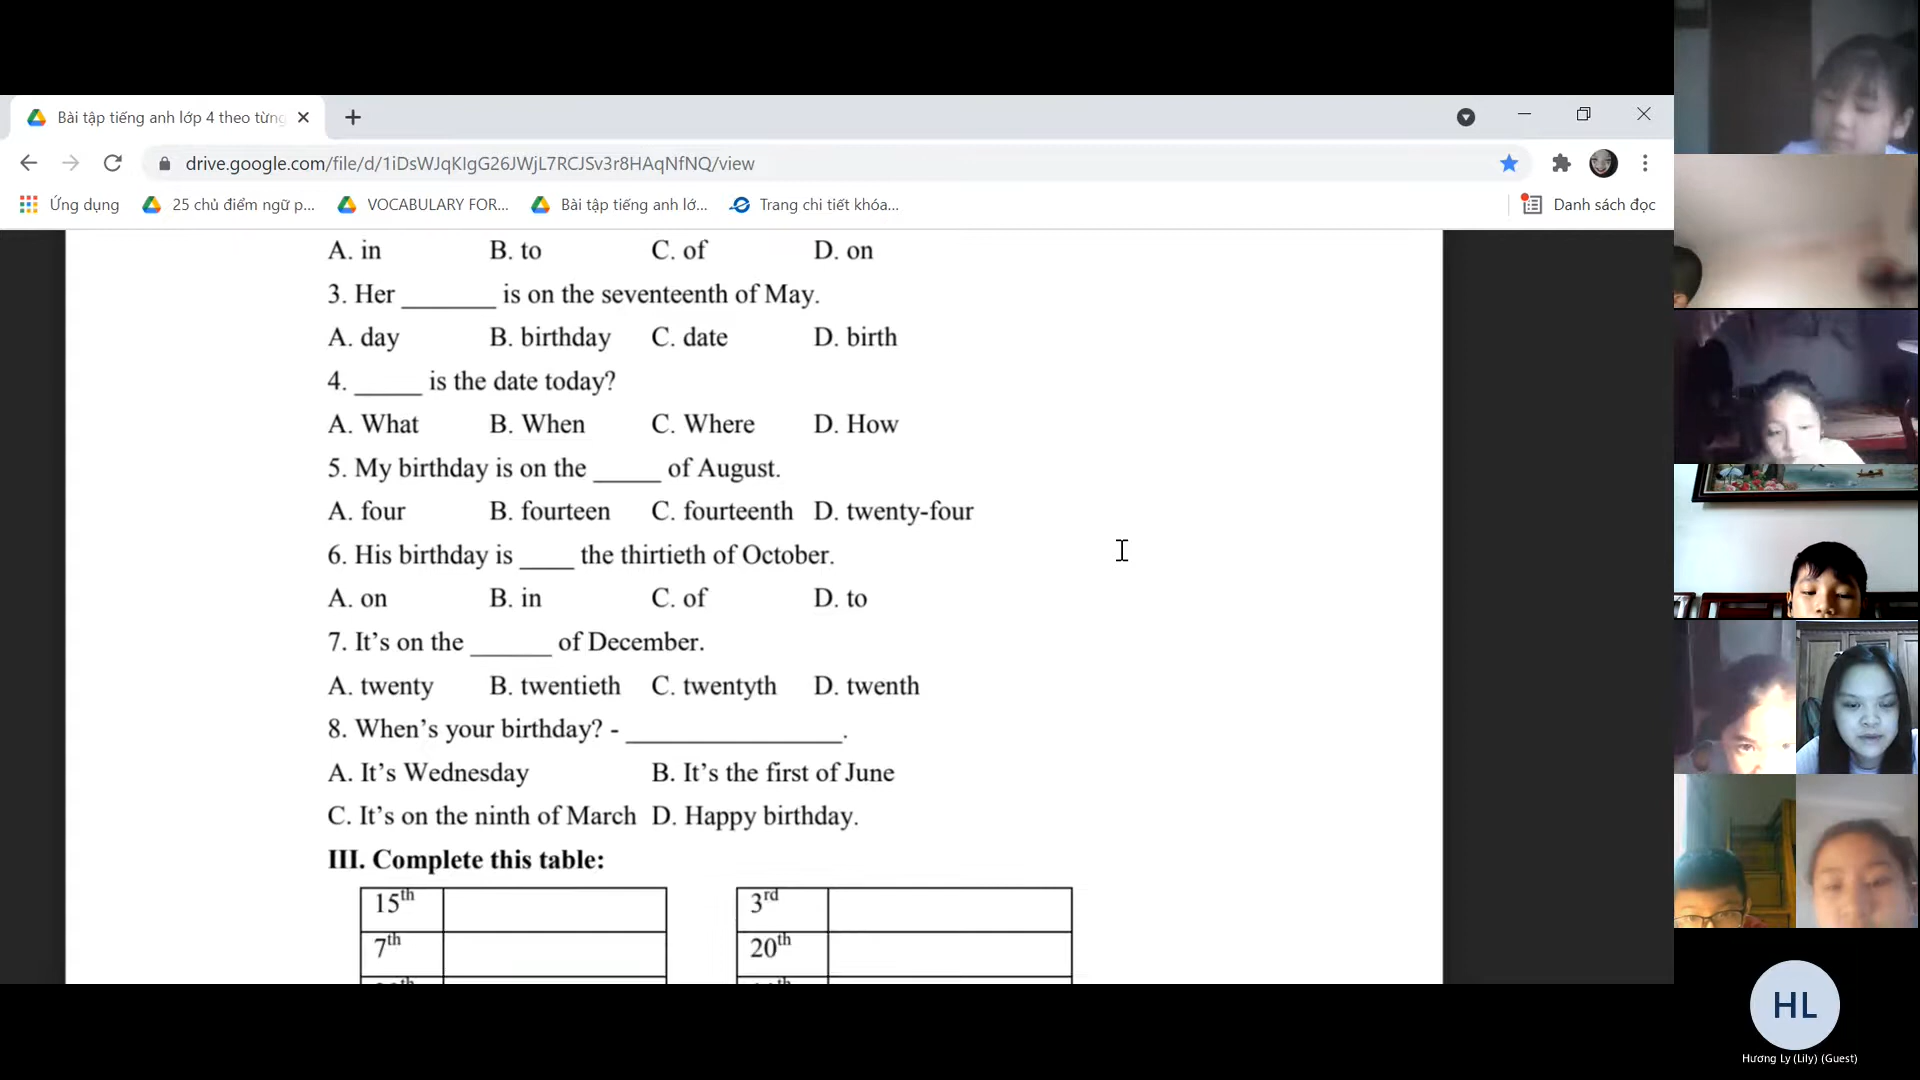 Bài tập tiếng anh lớp 4 theo từng
drive.google.com/file/d/1iDsWJqKIgG26JWjL7RCJSv3r8HAqNfNQ/view
Ứng dụng 25 chủ điểm ngữ p... VOCABULARY FOR... Bài tập tiếng anh lớ... Trang chi tiết khóa... Danh sách đọc
A. in B. to C. of D. on
3. Her _______ is on the seventeenth of May.
A. day B. birthday C. date D. birth
4. _____ is the date today?
A. What B. When C. Where D. How
5. My birthday is on the _____ of August.
A. four B. fourteen C. fourteenth D. twenty-four
6. His birthday is ____ the thirtieth of October.
A. on B. in C. of D. to
7. It’s on the ______ of December.
A. twenty B. twentieth C. twentyth D. twenth
8. When’s your birthday? - ________________.
A. It’s Wednesday B. It’s the first of June
C. It’s on the ninth of March D. Happy birthday.
III. Complete this table:
15th 3rd
7th 20th
HL
Hương Ly (Lily) (Guest)